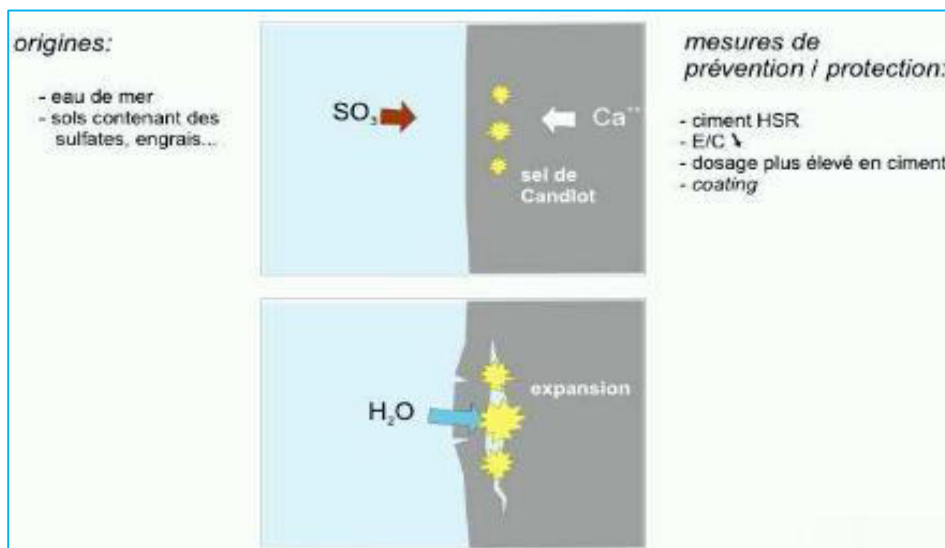 origines:
- eau de mer
- sols contenant des
sulfates, engrais...
SO₃
Ca⁺⁺
sel de
Candlot
mesures de
prévention / protection:
- ciment HSR
- E/C ↘
- dosage plus élevé en ciment
- coating
H₂O
expansion